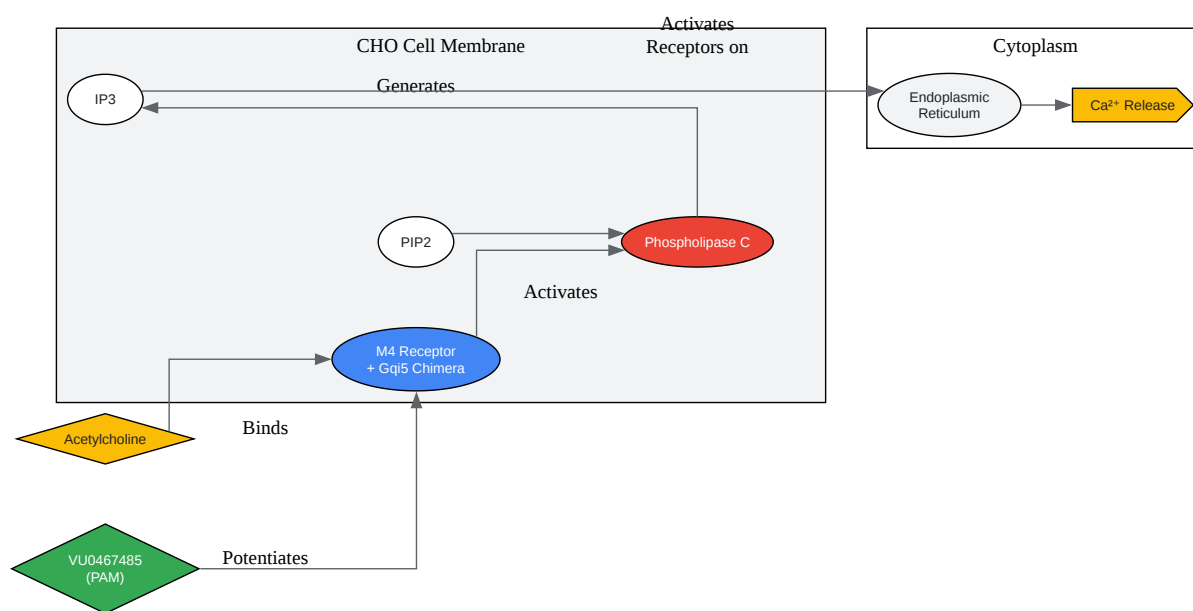 Activates
Receptors on
CHO Cell Membrane
Cytoplasm
IP3
Generates
Endoplasmic
Reticulum
Ca²⁺ Release
PIP2
Phospholipase C
Activates
M4 Receptor
+ Gqi5 Chimera
Acetylcholine
Binds
VU0467485
(PAM)
Potentiates